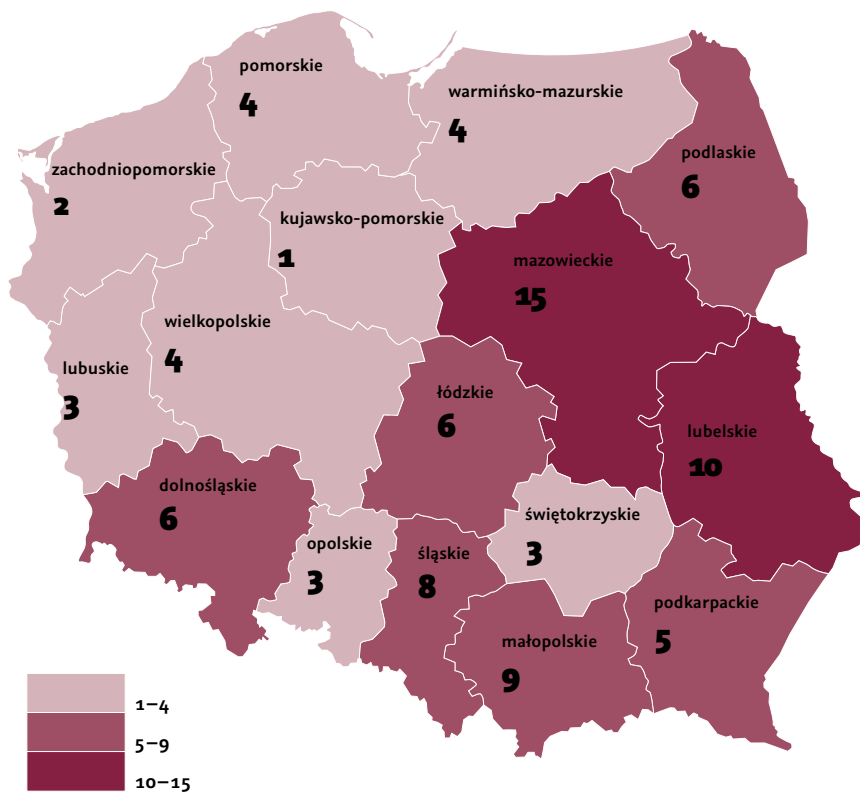 pomorskie
4
warmińsko-mazurskie
4
podlaskie
6
zachodniopomorskie
2
kujawsko-pomorskie
1
mazowieckie
15
wielkopolskie
4
lubuskie
3
łódzkie
6
lubelskie
10
dolnośląskie
6
opolskie
3
śląskie
8
świętokrzyskie
3
małopolskie
9
podkarpackie
5
1–4
5–9
10–15